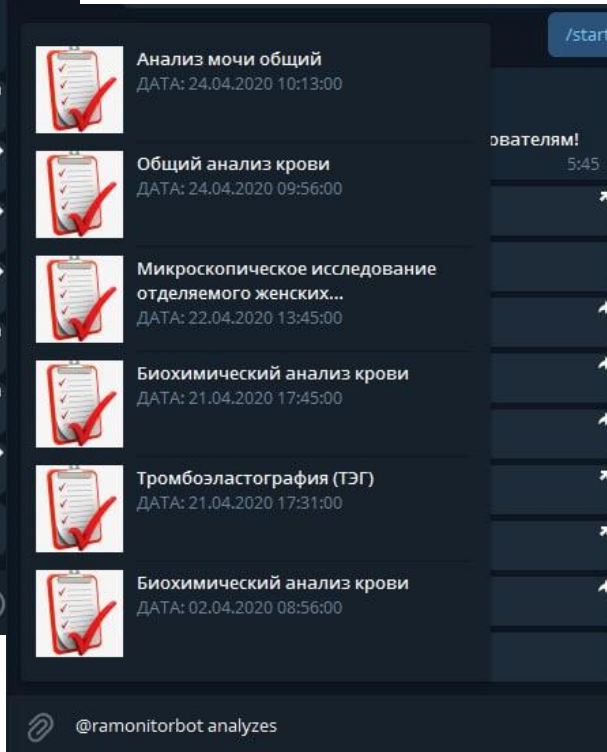 /start
Анализ мочи общий
ДАТА: 24.04.2020 10:13:00
ователям!
5:45
Общий анализ крови
ДАТА: 24.04.2020 09:56:00
Микроскопическое исследование
отделяемого женских...
ДАТА: 22.04.2020 13:45:00
Биохимический анализ крови
ДАТА: 21.04.2020 17:45:00
Тромбоэластография (ТЭГ)
ДАТА: 21.04.2020 17:31:00
Биохимический анализ крови
ДАТА: 02.04.2020 08:56:00
@ramonitorbot analyzes